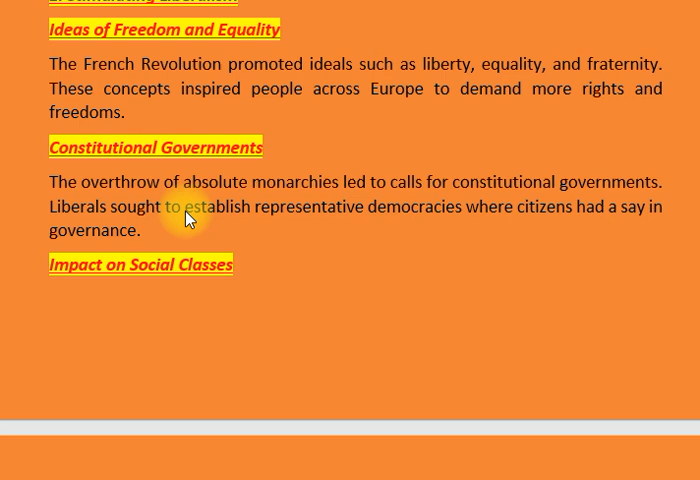 Ideas of Freedom and Equality
The French Revolution promoted ideals such as liberty, equality, and fraternity.
These concepts inspired people across Europe to demand more rights and
freedoms.
Constitutional Governments
The overthrow of absolute monarchies led to calls for constitutional governments.
Liberals sought to establish representative democracies where citizens had a say in
governance.
Impact on Social Classes